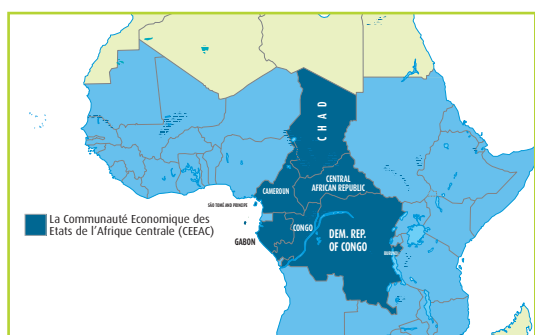 CHAD
CENTRAL
AFRICAN REPUBLIC
CAMEROUN
SÃO TOMÉ AND PRINCIPE
La Communauté Economique des
Etats de l'Afrique Centrale (CEEAC)
CONGO
DEM. REP.
OF CONGO
GABON
BURUNDI